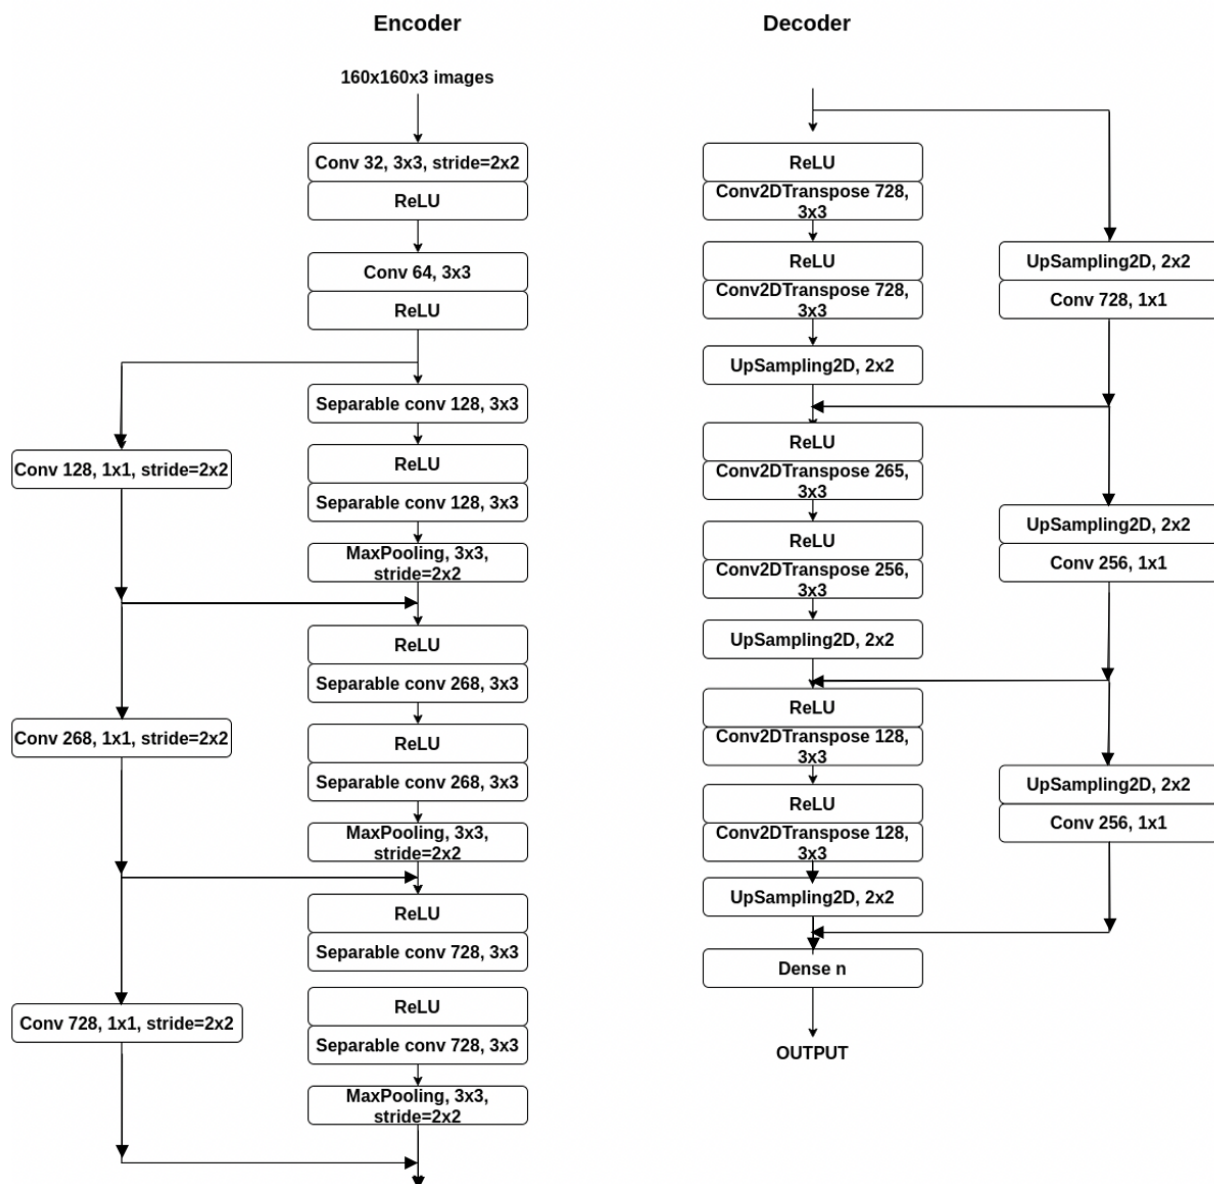 Encoder
160x160x3 images
Conv 32, 3x3, stride=2x2
ReLU
Conv 64, 3x3
ReLU
Separable conv 128, 3x3
ReLU
Separable conv 128, 3x3
MaxPooling, 3x3,
stride=2x2
Conv 128, 1x1, stride=2x2
ReLU
Separable conv 268, 3x3
ReLU
Separable conv 268, 3x3
MaxPooling, 3x3,
stride=2x2
Conv 268, 1x1, stride=2x2
ReLU
Separable conv 728, 3x3
ReLU
Separable conv 728, 3x3
MaxPooling, 3x3,
stride=2x2
Conv 728, 1x1, stride=2x2
Decoder
ReLU
Conv2DTranspose 728,
3x3
ReLU
Conv2DTranspose 728,
3x3
UpSampling2D, 2x2
UpSampling2D, 2x2
Conv 728, 1x1
ReLU
Conv2DTranspose 265,
3x3
ReLU
Conv2DTranspose 256,
3x3
UpSampling2D, 2x2
UpSampling2D, 2x2
Conv 256, 1x1
ReLU
Conv2DTranspose 128,
3x3
ReLU
Conv2DTranspose 128,
3x3
UpSampling2D, 2x2
UpSampling2D, 2x2
Conv 256, 1x1
Dense n
OUTPUT